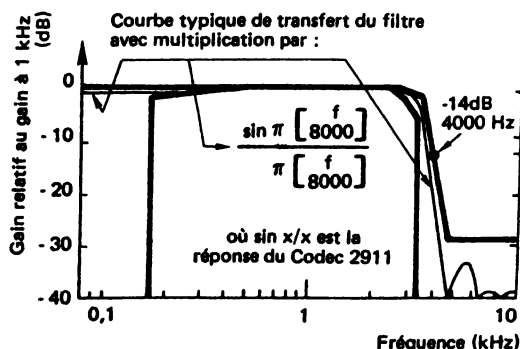 Courbe typique de transfert du filtre
avec multiplication par :
Gain relatif au gain à 1 kHz
(dB)
0
- 10
- 20
- 30
- 40
sin π [ f / 8000 ]
π [ f / 8000 ]
-14dB
4000 Hz
où sin x/x est la
réponse du Codec 2911
0,1
1
10
Fréquence (kHz)